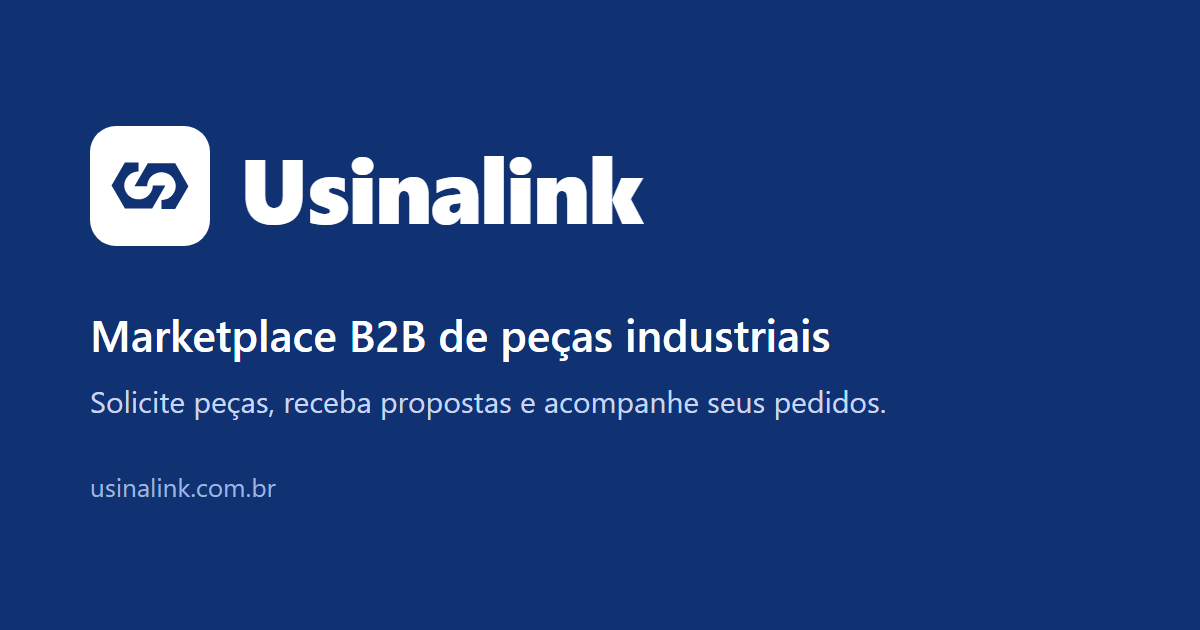 Usinalink
Marketplace B2B de peças industriais
Solicite peças, receba propostas e acompanhe seus pedidos.
usinalink.com.br